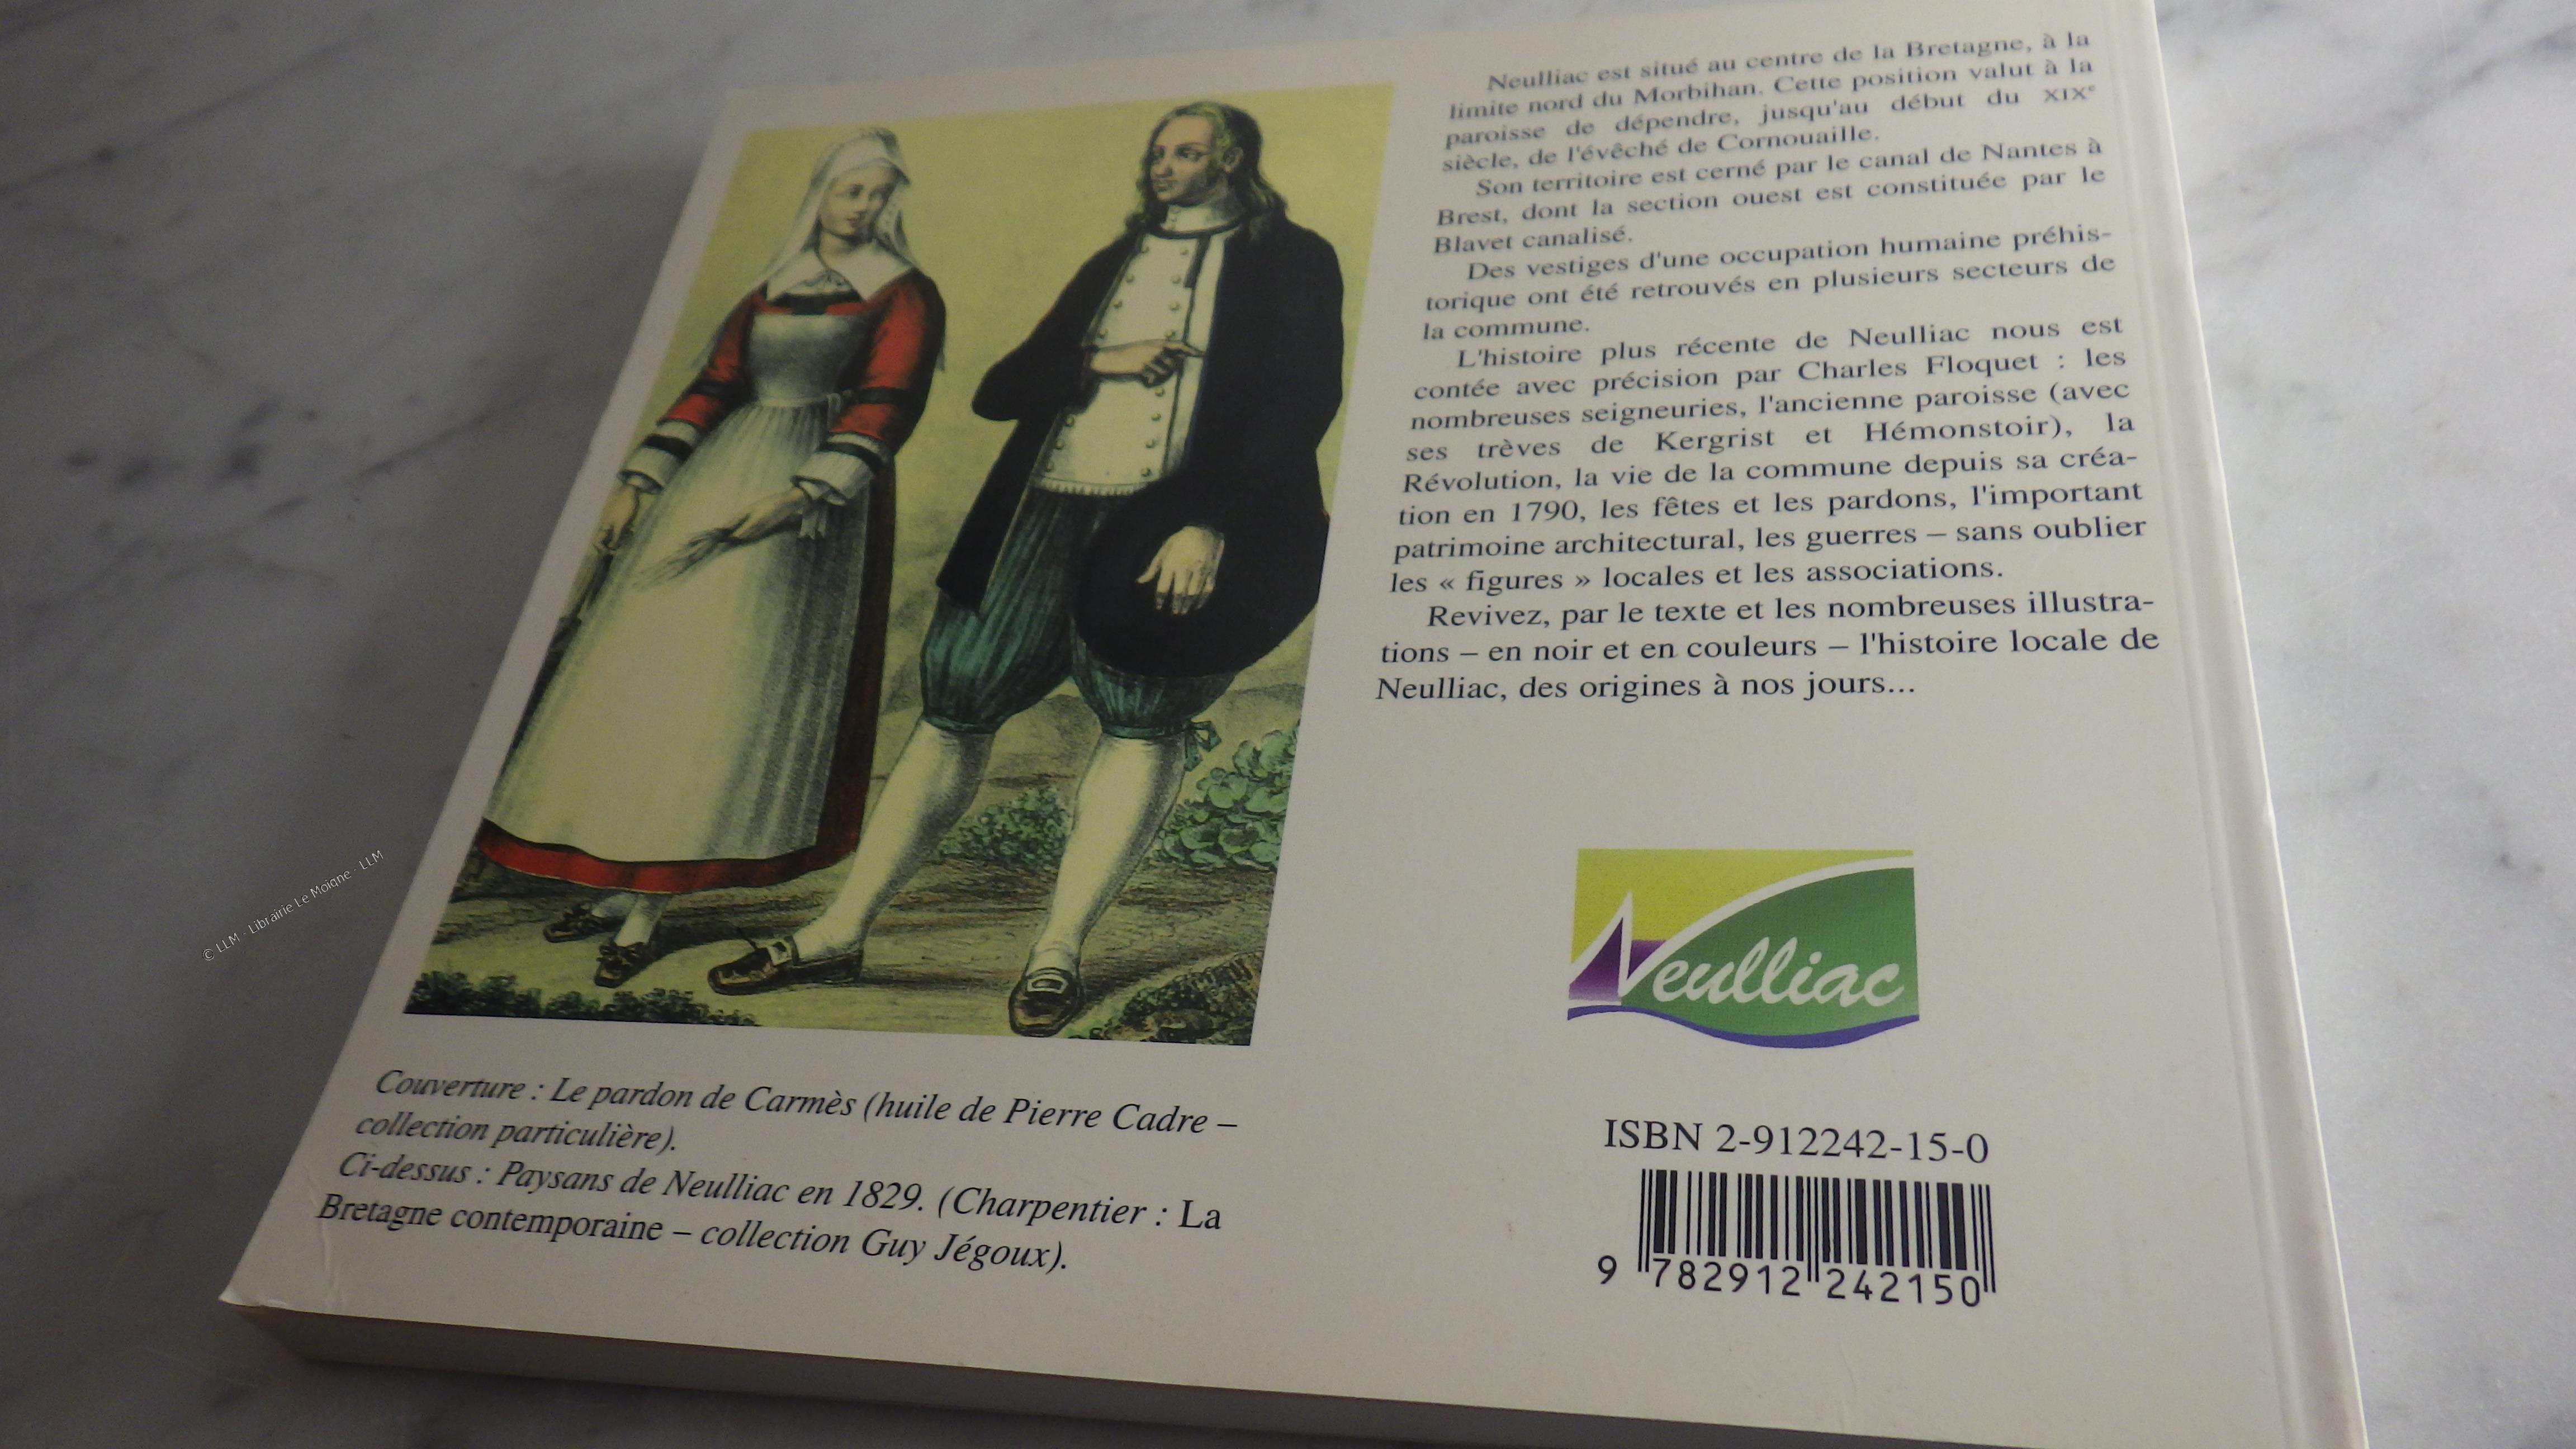 Neulliac est situé au centre de la Bretagne, à la
limite nord du Morbihan. Cette position valut à la
paroisse de dépendre, jusqu'au début du XIXe
siècle, de l'évêché de Cornouaille.
Son territoire est cerné par le canal de Nantes à
Brest, dont la section ouest est constituée par le
Blavet canalisé.
Des vestiges d'une occupation humaine préhis-
torique ont été retrouvés en plusieurs secteurs de
la commune.
L'histoire plus récente de Neulliac nous est
contée avec précision par Charles Floquet : les
nombreuses seigneuries, l'ancienne paroisse (avec
ses trèves de Kergrist et Hémonstoir), la
Révolution, la vie de la commune depuis sa créa-
tion en 1790, les fêtes et les pardons, l'important
patrimoine architectural, les guerres – sans oublier
les « figures » locales et les associations.
Revivez, par le texte et les nombreuses illustra-
tions – en noir et en couleurs – l'histoire locale de
Neulliac, des origines à nos jours...
Neulliac
Couverture : Le pardon de Carmès (huile de Pierre Cadre –
collection particulière).
Ci-dessus : Paysans de Neulliac en 1829. (Charpentier : La
Bretagne contemporaine – collection Guy Jégoux).
ISBN 2-912242-15-0
9 782912 242150
© LLM - Librairie Le Moigne - LLM